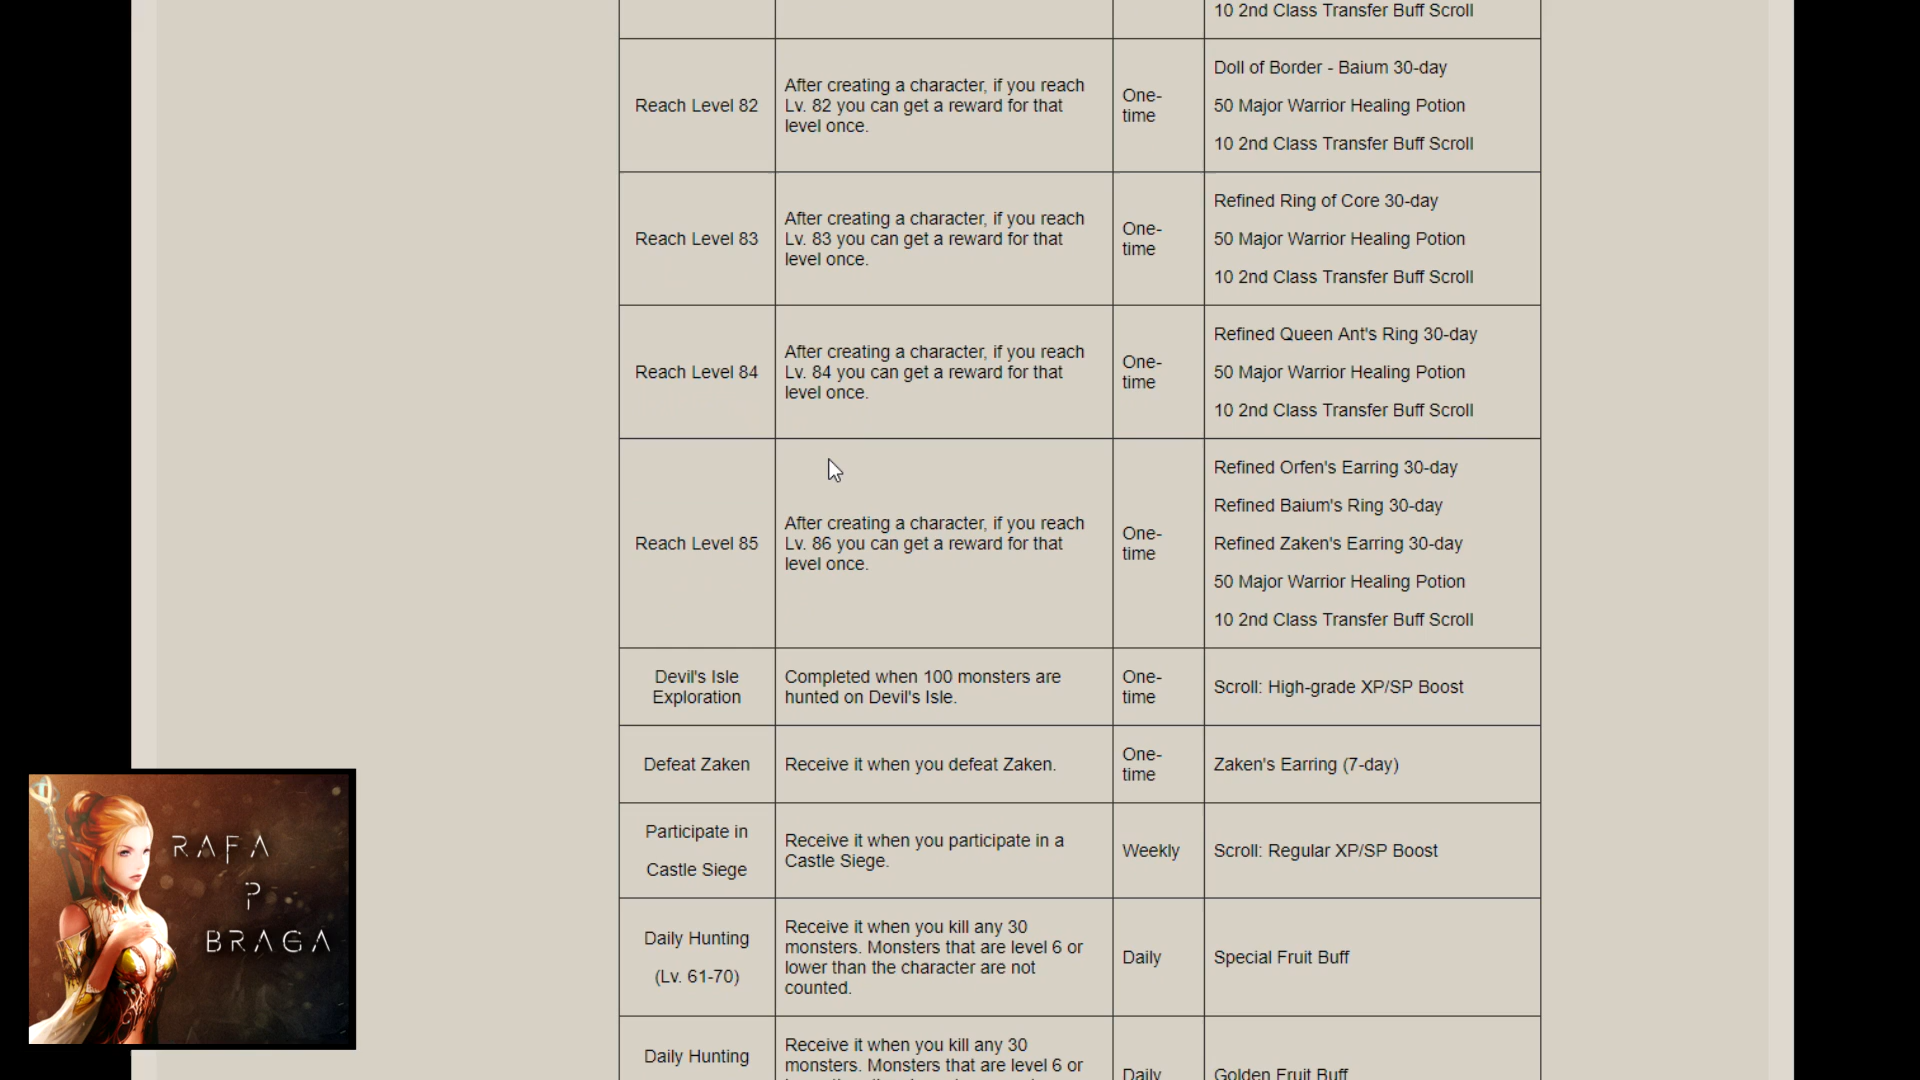 10 2nd Class Transfer Buff Scroll
Reach Level 82
After creating a character, if you reach
Lv. 82 you can get a reward for that
level once.
One-
time
Doll of Border - Baium 30-day
50 Major Warrior Healing Potion
10 2nd Class Transfer Buff Scroll
Reach Level 83
After creating a character, if you reach
Lv. 83 you can get a reward for that
level once.
One-
time
Refined Ring of Core 30-day
50 Major Warrior Healing Potion
10 2nd Class Transfer Buff Scroll
Reach Level 84
After creating a character, if you reach
Lv. 84 you can get a reward for that
level once.
One-
time
Refined Queen Ant's Ring 30-day
50 Major Warrior Healing Potion
10 2nd Class Transfer Buff Scroll
Reach Level 85
After creating a character, if you reach
Lv. 86 you can get a reward for that
level once.
One-
time
Refined Orfen's Earring 30-day
Refined Baium's Ring 30-day
Refined Zaken's Earring 30-day
50 Major Warrior Healing Potion
10 2nd Class Transfer Buff Scroll
Devil's Isle
Exploration
Completed when 100 monsters are
hunted on Devil's Isle.
One-
time
Scroll: High-grade XP/SP Boost
Defeat Zaken
Receive it when you defeat Zaken.
One-
time
Zaken's Earring (7-day)
Participate in
Castle Siege
Receive it when you participate in a
Castle Siege.
Weekly
Scroll: Regular XP/SP Boost
Daily Hunting
(Lv. 61-70)
Receive it when you kill any 30
monsters. Monsters that are level 6 or
lower than the character are not
counted.
Daily
Special Fruit Buff
Daily Hunting
Receive it when you kill any 30
monsters. Monsters that are level 6 or
Daily
Golden Fruit Buff
RAFA
P
BRAGA